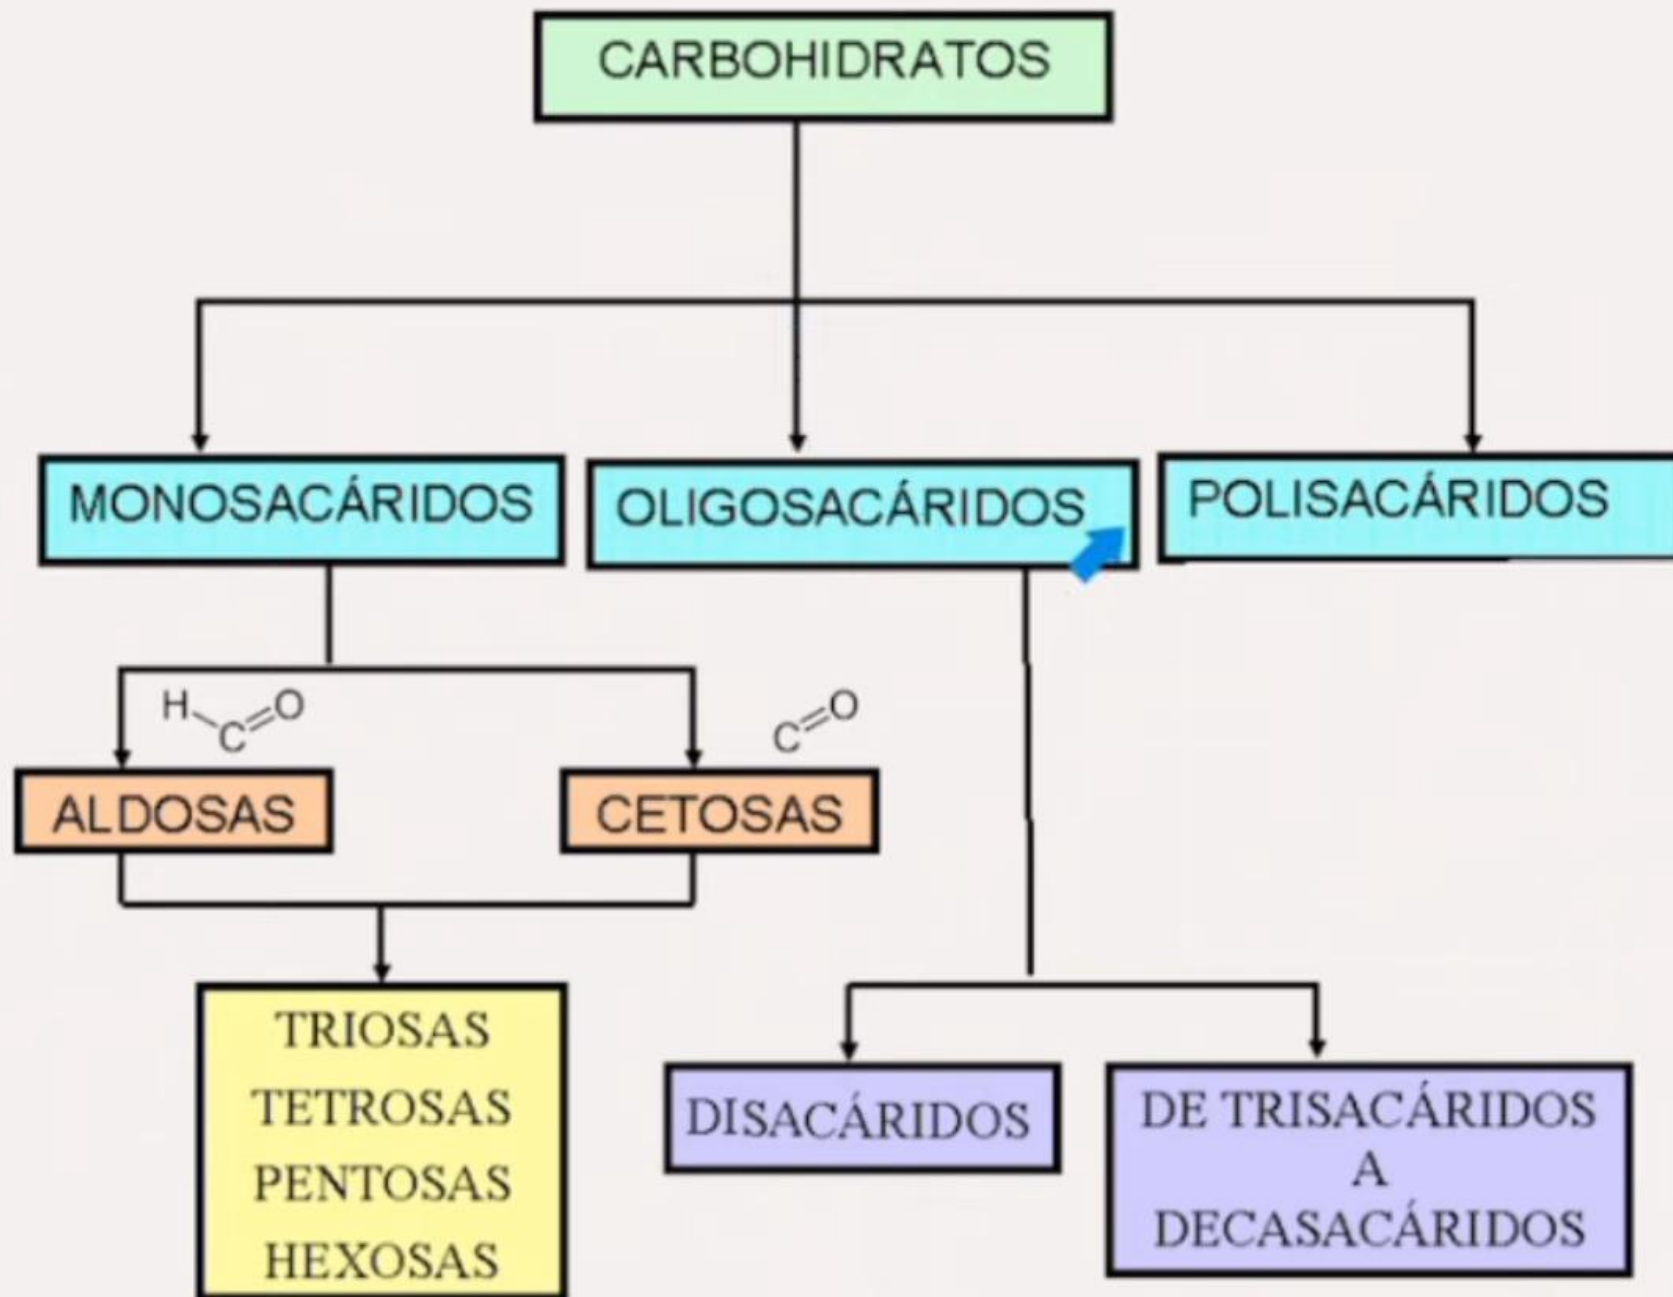 CARBOHIDRATOS
MONOSACÁRIDOS
OLIGOSACÁRIDOS
POLISACÁRIDOS
H C=O
C=O
ALDOSAS
CETOSAS
TRIOSAS
TETROSAS
PENTOSAS
HEXOSAS
DISACÁRIDOS
DE TRISACÁRIDOS
A
DECASACÁRIDOS